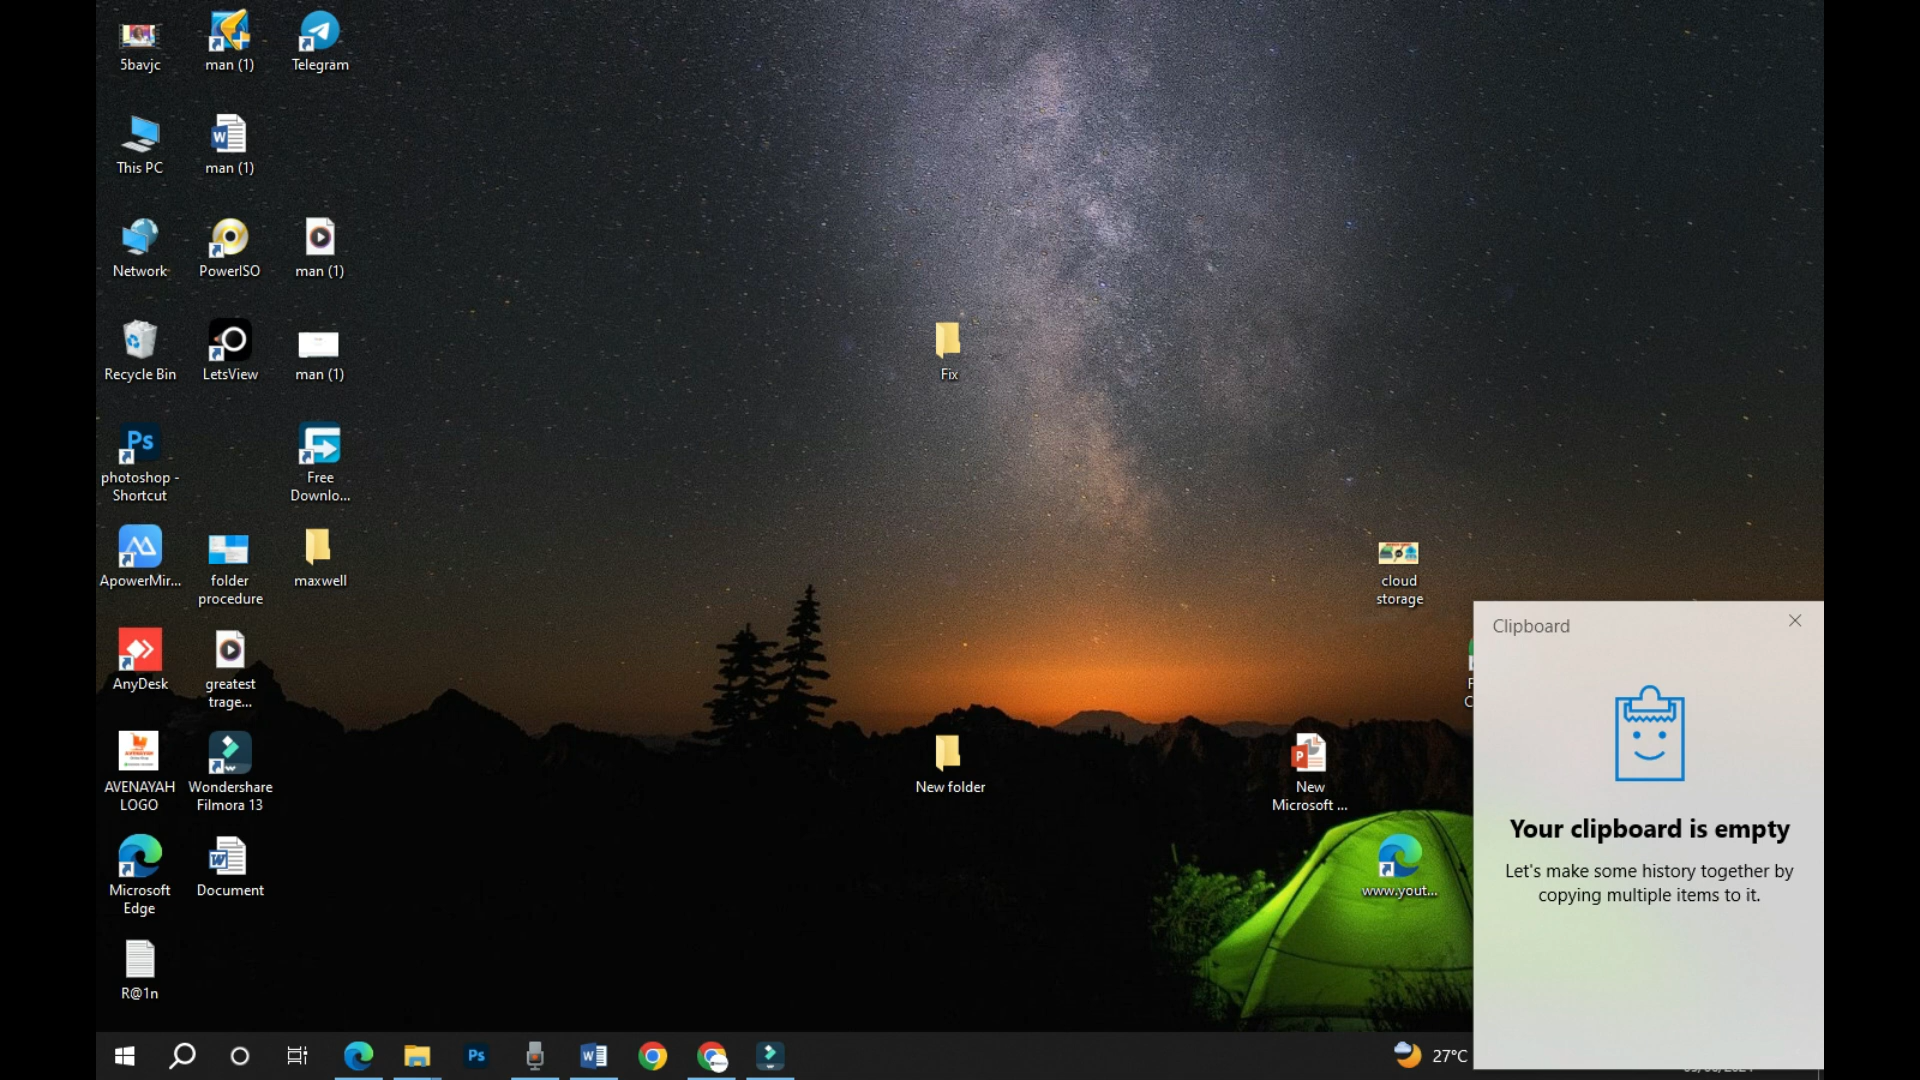 5bavjc
man (1)
Telegram
This PC
man (1)
Network
PowerISO
man (1)
Recycle Bin
LetsView
man (1)
Fix
Ps
photoshop -
Shortcut
Free
Downlo...
ApowerMir...
folder
procedure
maxwell
cloud
storage
AnyDesk
greatest
trage...
AVENAYAH
LOGO
Wondershare
Filmora 13
New folder
New
Microsoft ...
Microsoft
Edge
Document
www.yout...
R@1n
Clipboard
Your clipboard is empty
Let's make some history together by
copying multiple items to it.
Ps
27°C